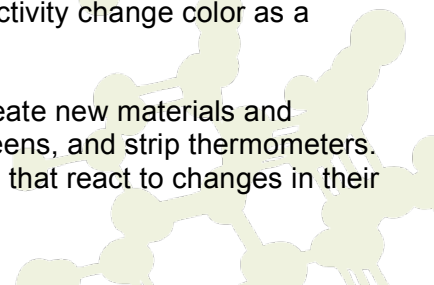 ctivity change color as a
eate new materials and
eens, and strip thermometers.
that react to changes in their